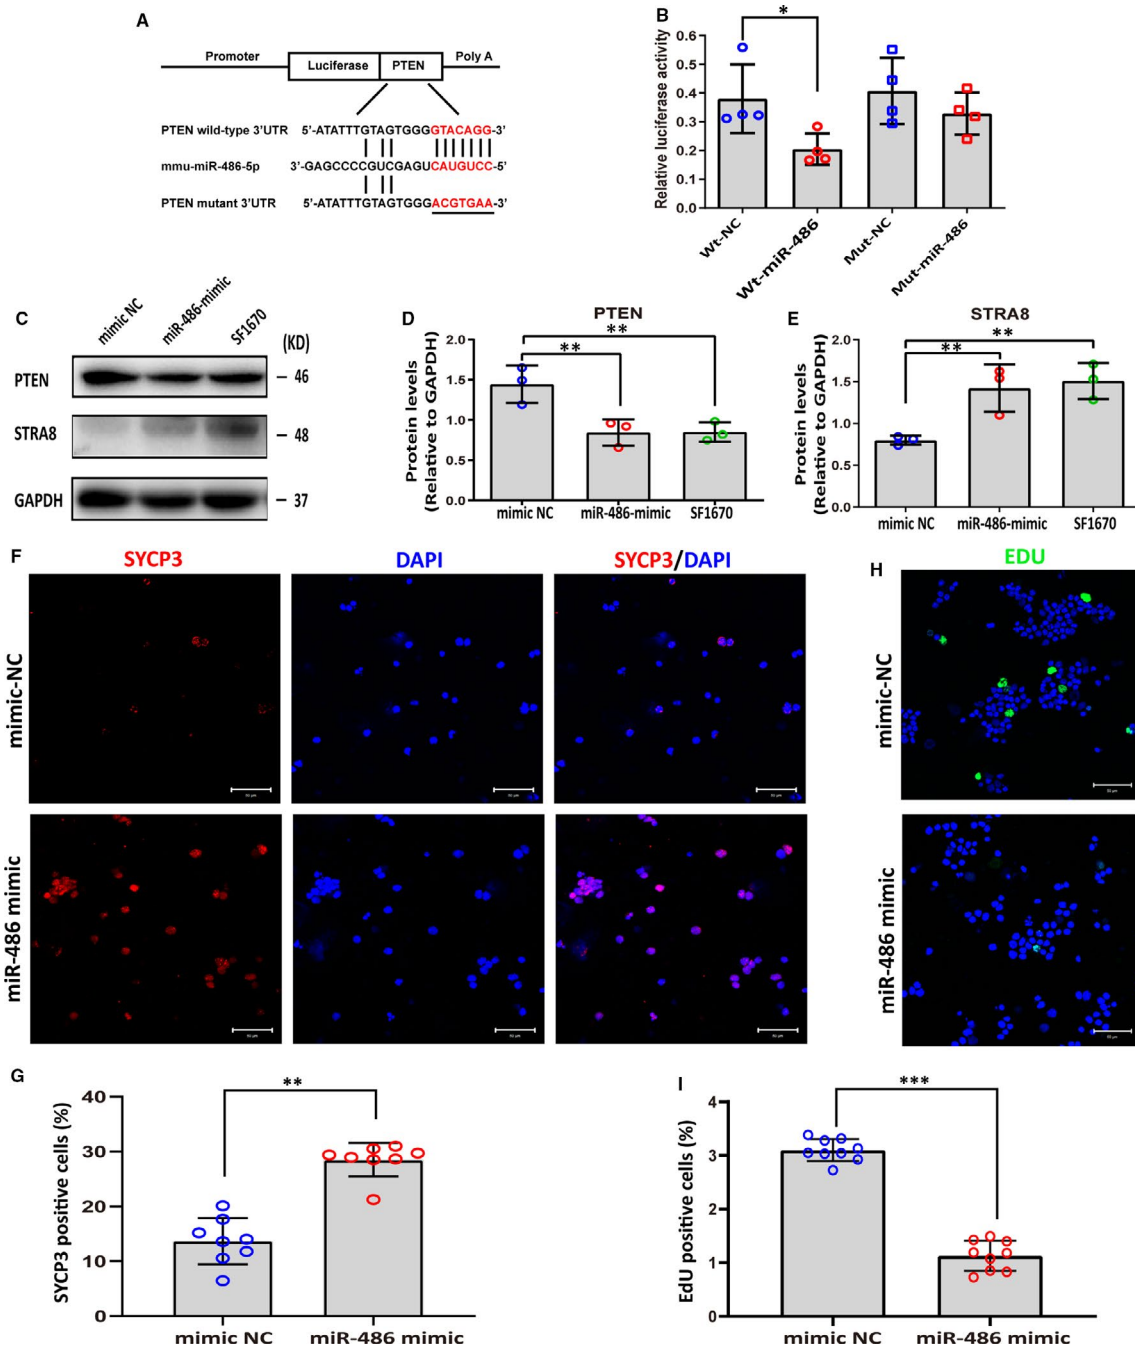 A
Promoter
Luciferase
PTEN
Poly A
PTEN wild-type 3'UTR 5'-ATATTTGTAGTGGGGTACAGG-3'
mmu-miR-486-5p 3'-GAGCCCCGUCGAGUCAUGUCC-5'
PTEN mutant 3'UTR 5'-ATATTTGTAGTGGGACGTGAA-3'
B
*
Relative luciferase activity
0.6
0.5
0.4
0.3
0.2
0.1
0.0
Wt-NC
Wt-miR-486
Mut-NC
Mut-miR-486
C
mimic NC
miR-486-mimic
SF1670
(KD)
PTEN
46
STRA8
48
GAPDH
37
D
PTEN
**
**
Protein levels
(Relative to GAPDH)
2.0
1.5
1.0
0.5
0.0
mimic NC
miR-486-mimic
SF1670
E
STRA8
**
**
Protein levels
(Relative to GAPDH)
2.0
1.5
1.0
0.5
0.0
mimic NC
miR-486-mimic
SF1670
F
SYCP3
DAPI
SYCP3/DAPI
mimic-NC
miR-486 mimic
H
EDU
mimic-NC
miR-486 mimic
G
**
SYCP3 positive cells (%)
40
30
20
10
0
mimic NC
miR-486 mimic
I
***
EdU positive cells (%)
4
3
2
1
0
mimic NC
miR-486 mimic